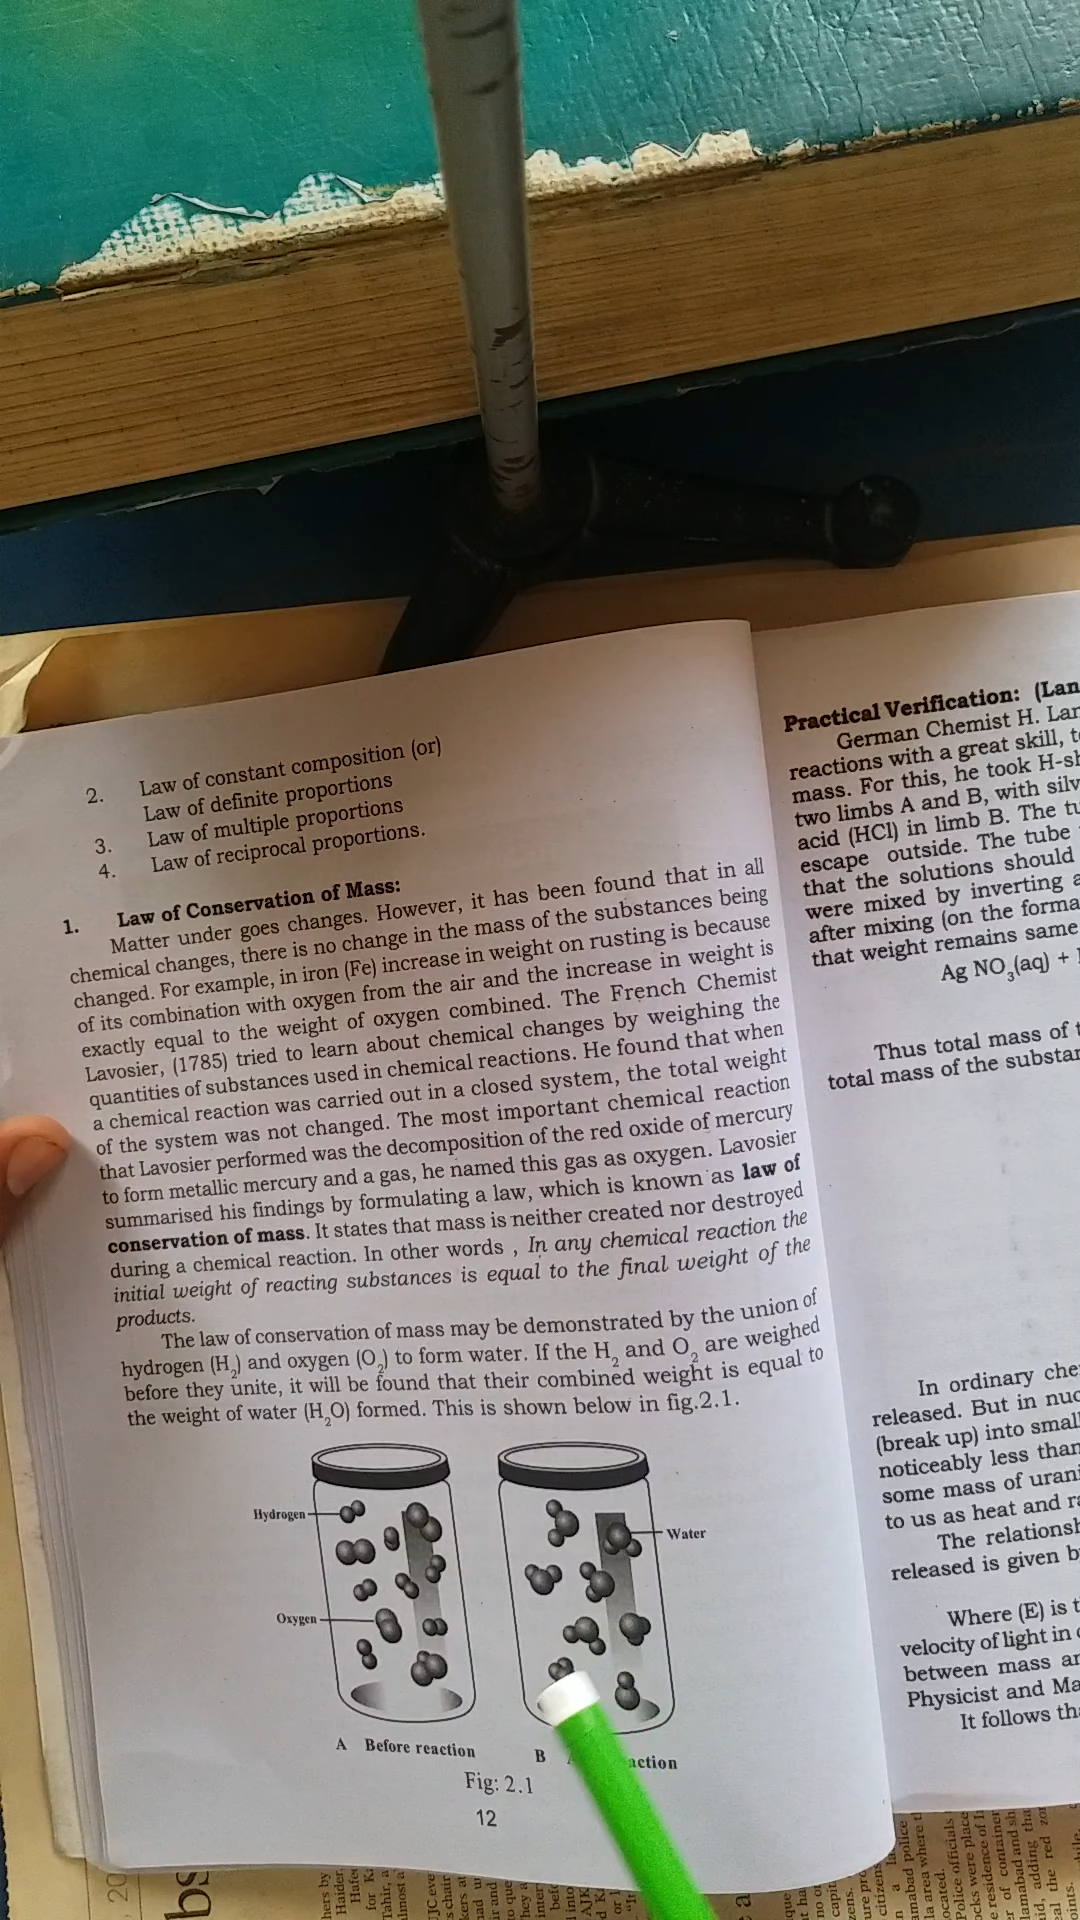 2. Law of constant composition (or)
Law of definite proportions
3. Law of multiple proportions
4. Law of reciprocal proportions.
1. Law of Conservation of Mass:
Matter under goes changes. However, it has been found that in all
chemical changes, there is no change in the mass of the substances being
changed. For example, in iron (Fe) increase in weight on rusting is because
of its combination with oxygen from the air and the increase in weight is
exactly equal to the weight of oxygen combined. The French Chemist
Lavosier, (1785) tried to learn about chemical changes by weighing the
quantities of substances used in chemical reactions. He found that when
a chemical reaction was carried out in a closed system, the total weight
of the system was not changed. The most important chemical reaction
that Lavosier performed was the decomposition of the red oxide of mercury
to form metallic mercury and a gas, he named this gas as oxygen. Lavosier
summarised his findings by formulating a law, which is known as law of
conservation of mass. It states that mass is neither created nor destroyed
during a chemical reaction. In other words , In any chemical reaction the
initial weight of reacting substances is equal to the final weight of the
products.
The law of conservation of mass may be demonstrated by the union of
hydrogen (H₂) and oxygen (O₂) to form water. If the H₂ and O₂ are weighed
before they unite, it will be found that their combined weight is equal to
the weight of water (H₂O) formed. This is shown below in fig.2.1.
Hydrogen
Oxygen
Water
A Before reaction
B
Fig: 2.1
12
Practical Verification: (Lan
German Chemist H. Lan
reactions with a great skill, t
mass. For this, he took H-sh
two limbs A and B, with silv
acid (HCl) in limb B. The tu
escape outside. The tube
that the solutions should
were mixed by inverting a
after mixing (on the forma
that weight remains same
Ag NO₃(aq) +
Thus total mass of t
total mass of the substan
In ordinary che
released. But in nuc
(break up) into small
noticeably less than
some mass of urani
to us as heat and ra
The relationsh
released is given b
Where (E) is t
velocity of light in
between mass an
Physicist and Ma
It follows tha